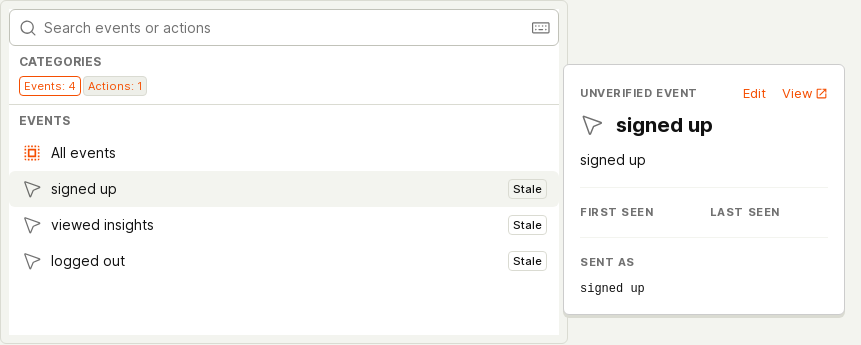 Search events or actions
CATEGORIES
Events: 4 Actions: 1
EVENTS
All events
signed up Stale
viewed insights Stale
logged out Stale
UNVERIFIED EVENT Edit View
signed up
signed up
FIRST SEEN LAST SEEN
SENT AS
signed up